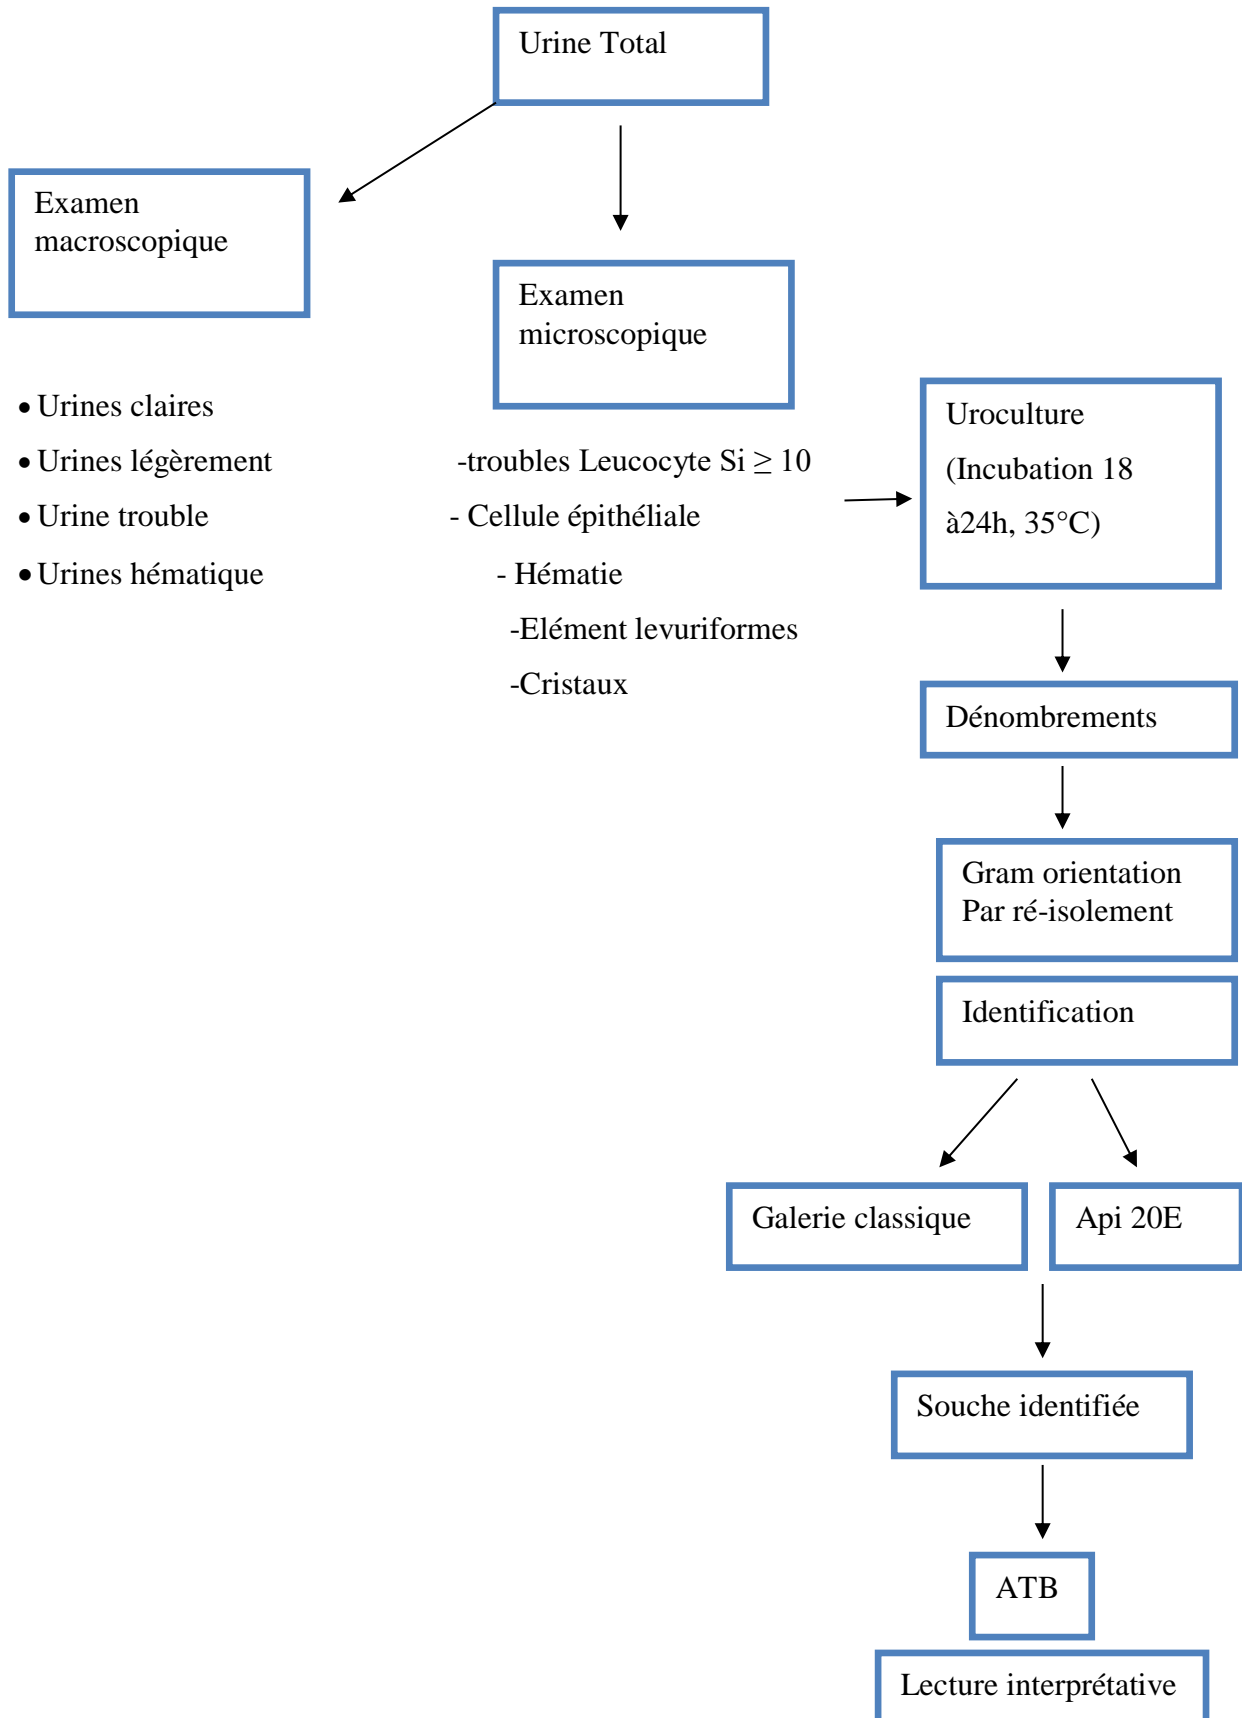 Urine Total
Examen
macroscopique
• Urines claires
• Urines légèrement
• Urine trouble
• Urines hématique
Examen
microscopique
-troubles Leucocyte Si ≥ 10
- Cellule épithéliale
- Hématie
-Elément levuriformes
-Cristaux
Uroculture
(Incubation 18
à24h, 35°C)
Dénombrements
Gram orientation
Par ré-isolement
Identification
Galerie classique
Api 20E
Souche identifiée
ATB
Lecture interprétative